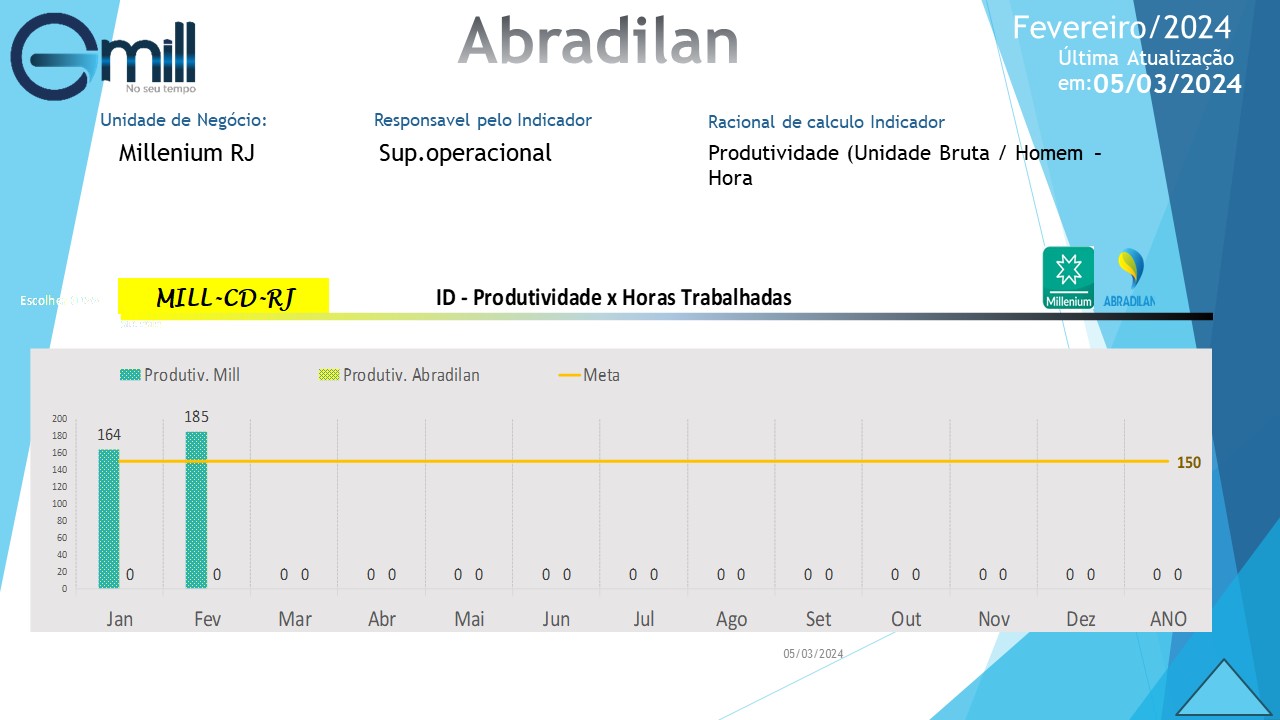 Gmill
No seu tempo
Abradilan
Fevereiro/2024
Última Atualização
em:05/03/2024
Unidade de Negócio:
Responsavel pelo Indicador
Racional de calculo Indicador
Millenium RJ
Sup.operacional
Produtividade (Unidade Bruta / Homem –
Hora
Millenium
ABRADILAN
MILL-CD-RJ
ID - Produtividade x Horas Trabalhadas
Produtiv. Mill
Produtiv. Abradilan
Meta
200
180
160
140
120
100
80
60
40
20
0
164
185
150
0 0 0 0 0 0 0 0 0 0 0 0 0 0 0 0 0 0 0 0 0 0 0 0
Jan Fev Mar Abr Mai Jun Jul Ago Set Out Nov Dez ANO
05/03/2024